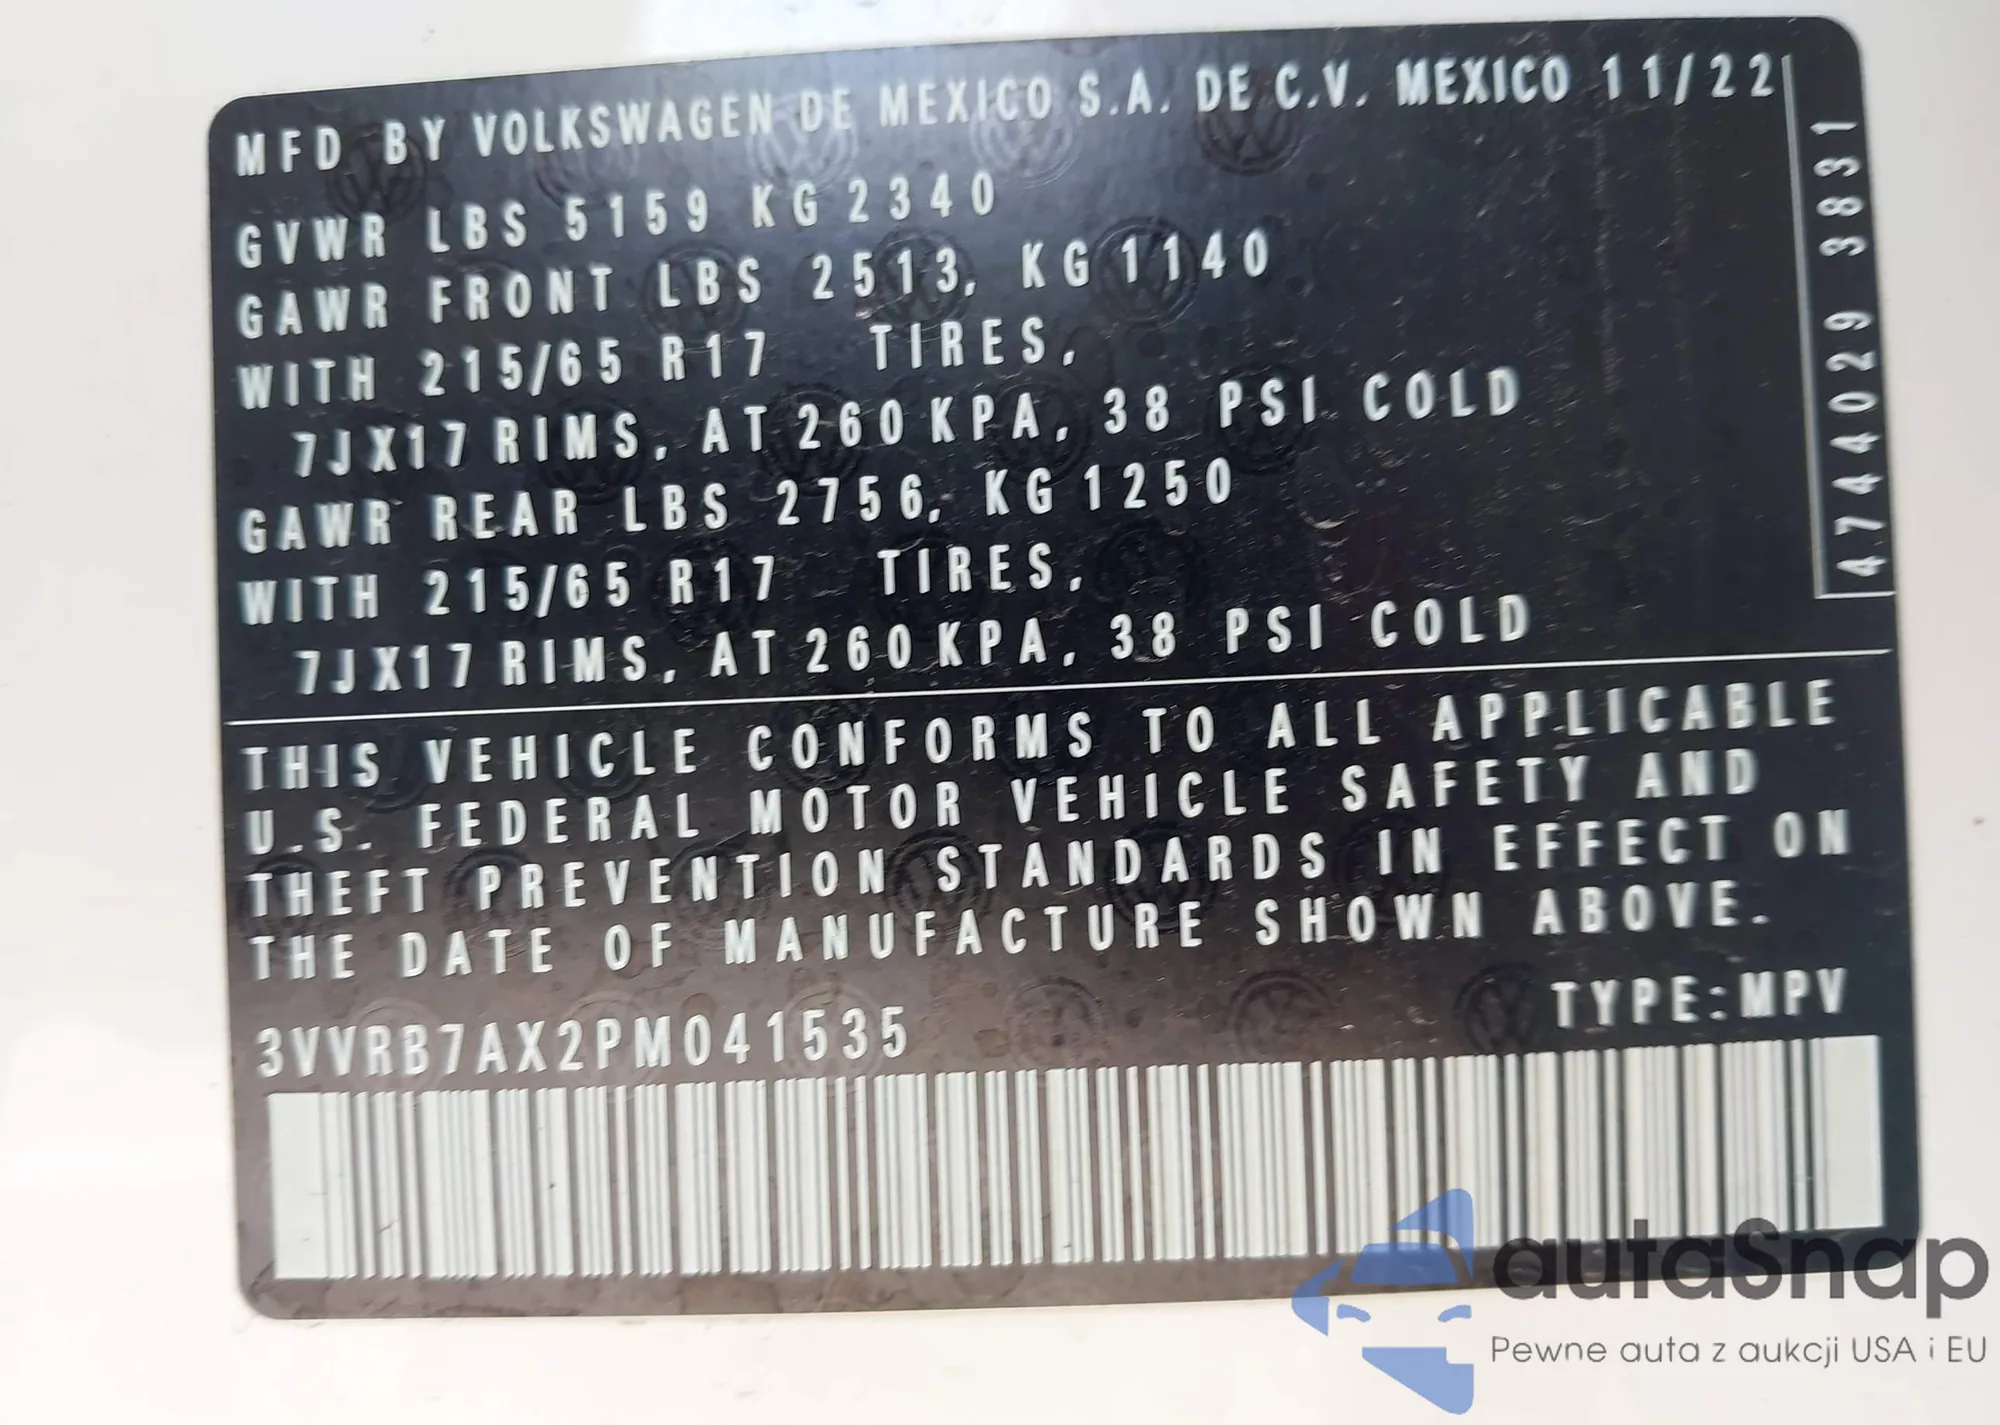 MFD BY VOLKSWAGEN DE MEXICO S.A. DE C.V. MEXICO 11/22
GVWR LBS 5159 KG 2340
GAWR FRONT LBS 2513, KG 1140
WITH 215/65 R17 TIRES,
7JX17 RIMS, AT 260 KPA, 38 PSI COLD
GAWR REAR LBS 2756, KG 1250
WITH 215/65 R17 TIRES,
7JX17 RIMS, AT 260 KPA, 38 PSI COLD
4744029 3831
THIS VEHICLE CONFORMS TO ALL APPLICABLE
U.S. FEDERAL MOTOR VEHICLE SAFETY AND
THEFT PREVENTION STANDARDS IN EFFECT ON
THE DATE OF MANUFACTURE SHOWN ABOVE.
TYPE:MPV
3VVRB7AX2PM041535
autaSnap
Pewne auta z aukcji USA i EU